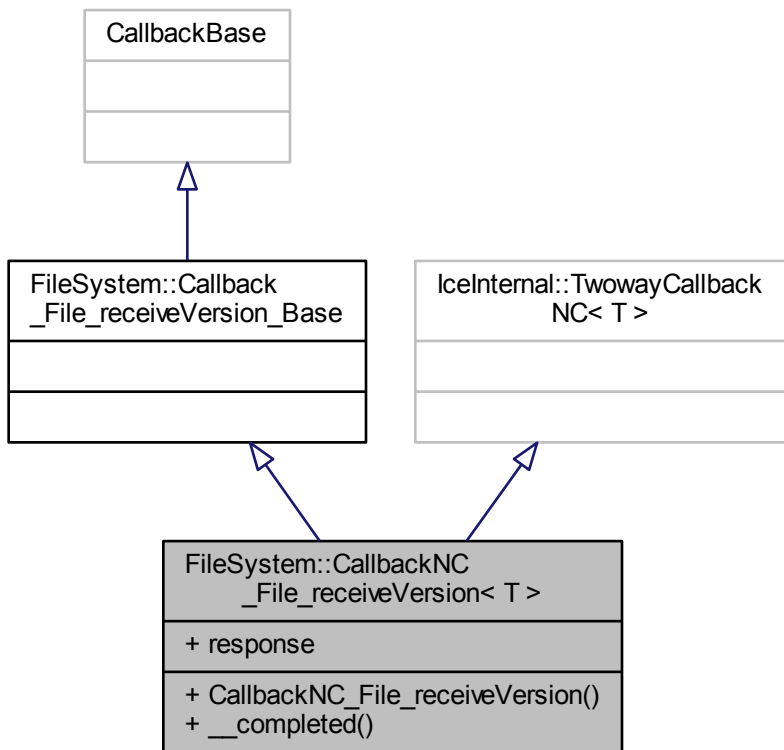 CallbackBase
FileSystem::Callback
_File_receiveVersion_Base
IceInternal::TwowayCallback
NC< T >
FileSystem::CallbackNC
_File_receiveVersion< T >
+ response
+ CallbackNC_File_receiveVersion()
+ __completed()